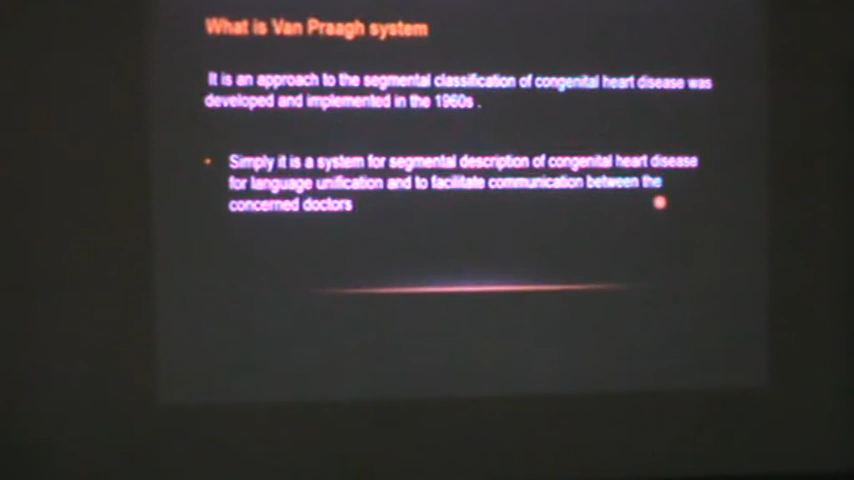 What is Van Praagh system
It is an approach to the segmental classification of congenital heart disease was
developed and implemented in the 1960s .
• Simply it is a system for segmental description of congenital heart disease
for language unification and to facilitate communication between the
concerned doctors